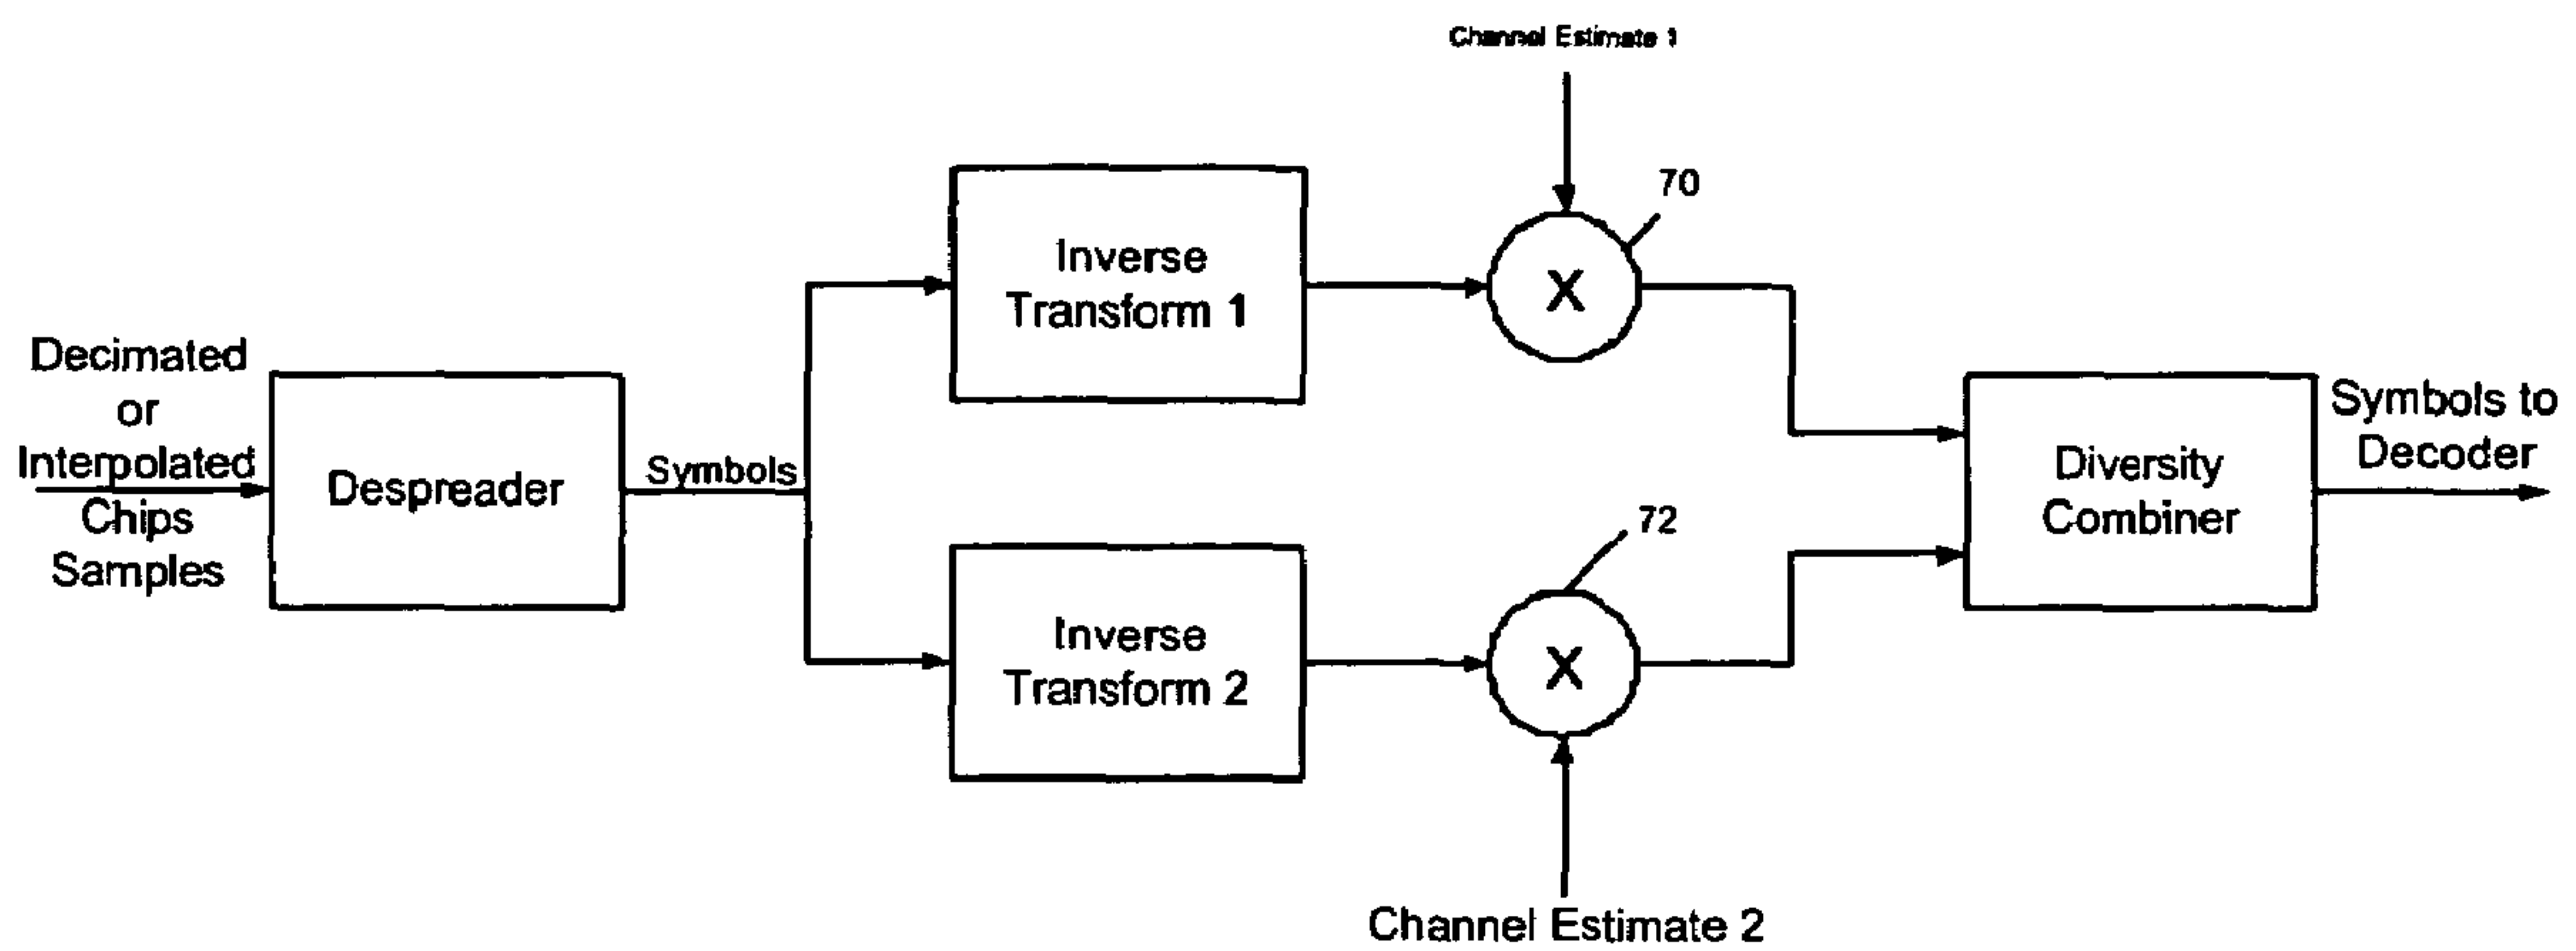 Channel Estimate 1
70
Inverse
Transform 1
X
Decimated
or
Interpolated
Chips
Samples
Despreader
Symbols
Diversity
Combiner
Symbols to
Decoder
72
Inverse
Transform 2
X
Channel Estimate 2